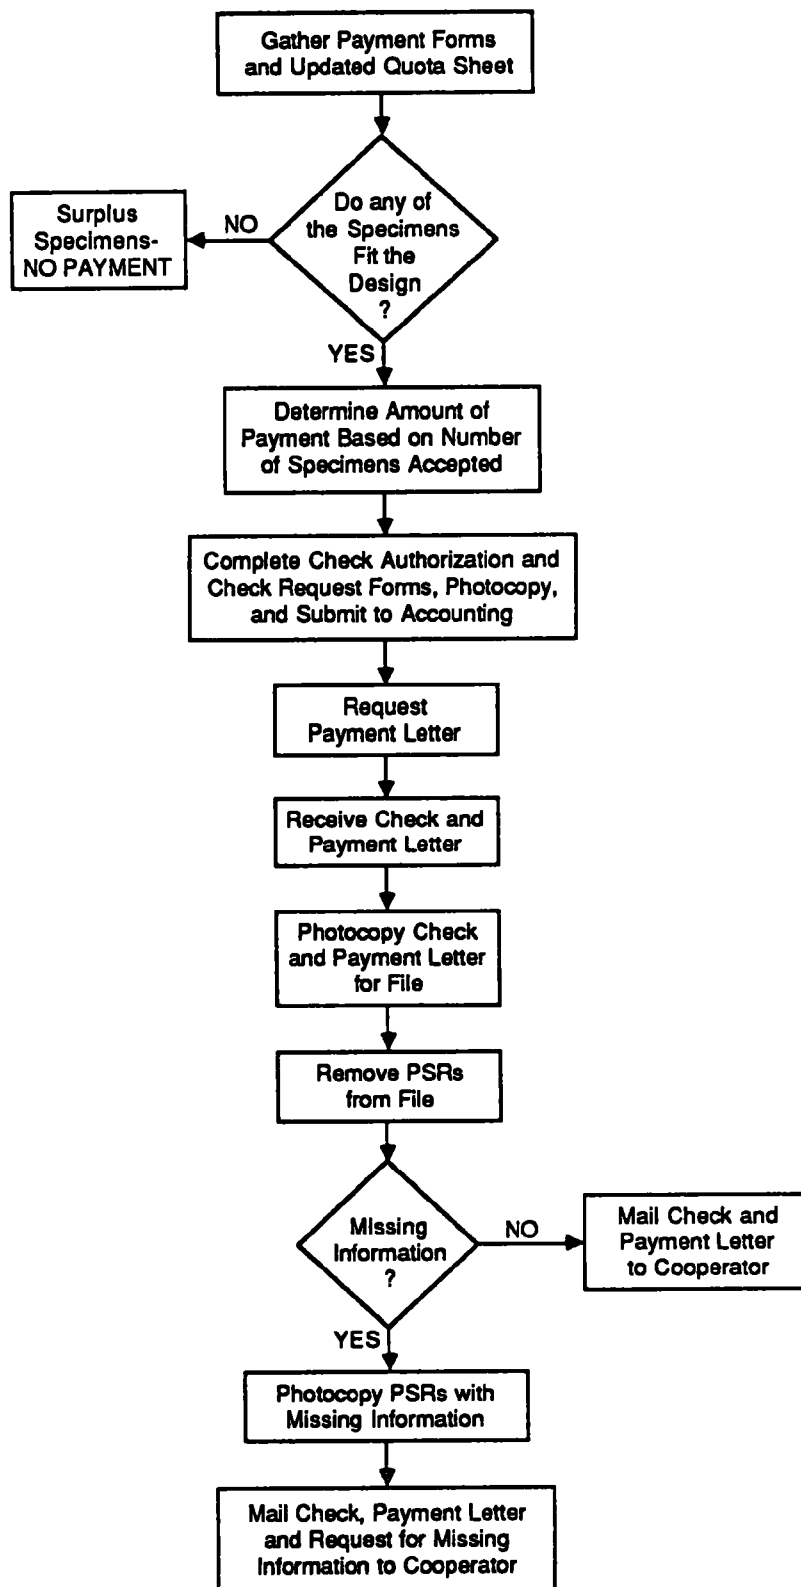 Gather Payment Forms
and Updated Quota Sheet
Do any of
the Specimens
Fit the
Design
?
NO
Surplus
Specimens-
NO PAYMENT
YES
Determine Amount of
Payment Based on Number
of Specimens Accepted
Complete Check Authorization and
Check Request Forms, Photocopy,
and Submit to Accounting
Request
Payment Letter
Receive Check and
Payment Letter
Photocopy Check
and Payment Letter
for File
Remove PSRs
from File
Missing
Information
?
NO
Mail Check and
Payment Letter
to Cooperator
YES
Photocopy PSRs with
Missing Information
Mail Check, Payment Letter
and Request for Missing
Information to Cooperator